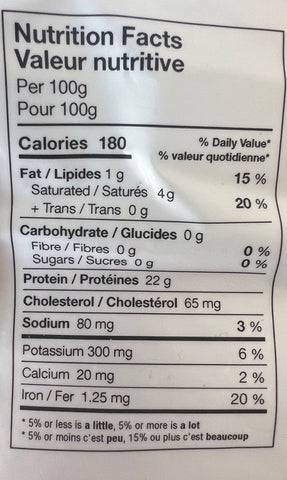 Nutrition Facts
Valeur nutritive
Per 100g
Pour 100g
Calories 180
% Daily Value*
% valeur quotidienne*
Fat / Lipides 1 g 15 %
Saturated / Saturés 4 g
+ Trans / Trans 0 g 20 %
Carbohydrate / Glucides 0 g
Fibre / Fibres 0 g 0 %
Sugars / Sucres 0 g 0 %
Protein / Protéines 22 g
Cholesterol / Cholestérol 65 mg
Sodium 80 mg 3 %
Potassium 300 mg 6 %
Calcium 20 mg 2 %
Iron / Fer 1.25 mg 20 %
* 5% or less is a little, 5% or more is a lot
* 5% or moins c'est peu, 15% ou plus c'est beaucoup